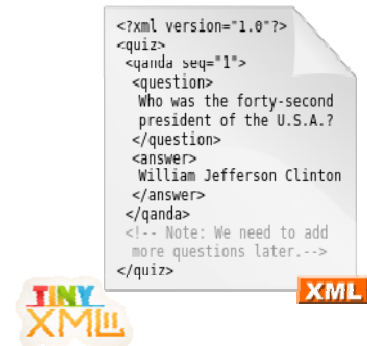 <?xml version="1.0"?>
<quiz>
<qanda seq="1">
<question>
Who was the forty-second
president of the U.S.A.?
</question>
<answer>
William Jefferson Clinton
</answer>
</qanda>
<!-- Note: We need to add
more questions later.-->
</quiz>
XML
TINY
XML